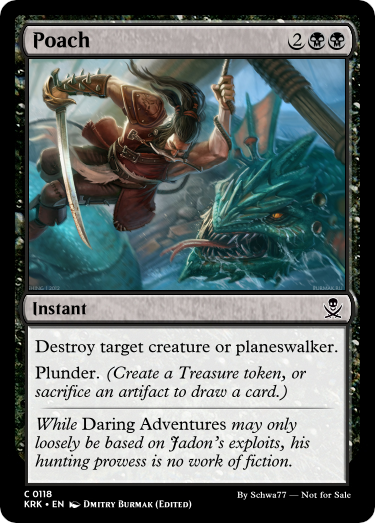 Poach 2
Instant
Destroy target creature or planeswalker.
Plunder. (Create a Treasure token, or
sacrifice an artifact to draw a card.)
While Daring Adventures may only
loosely be based on Jadon's exploits, his
hunting prowess is no work of fiction.
C 0118
KRK • EN Dmitry Burmak (Edited)
By Schwa77 — Not for Sale